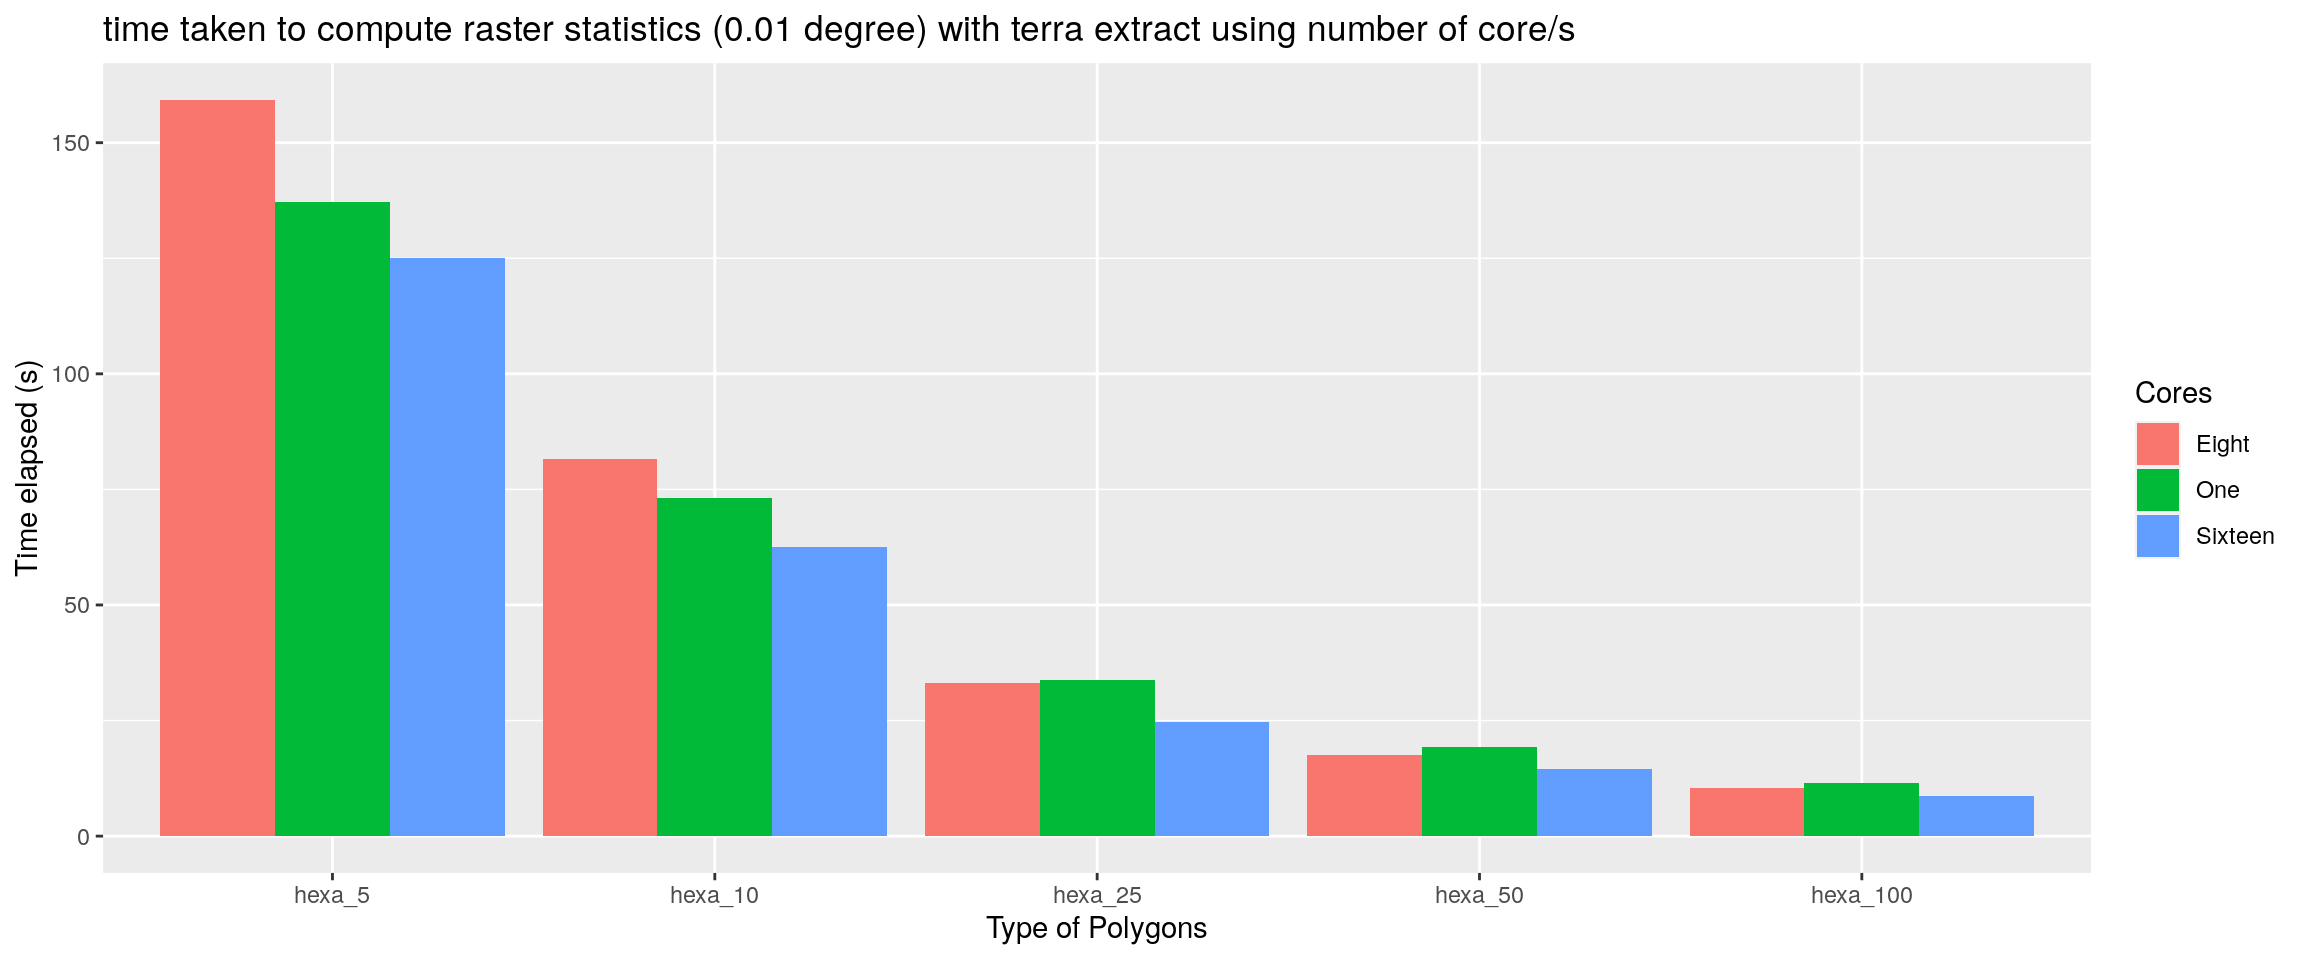 time taken to compute raster statistics (0.01 degree) with terra extract using number of core/s
Time elapsed (s)
150
100
50
0
hexa_5
hexa_10
hexa_25
hexa_50
hexa_100
Type of Polygons
Cores
Eight
One
Sixteen